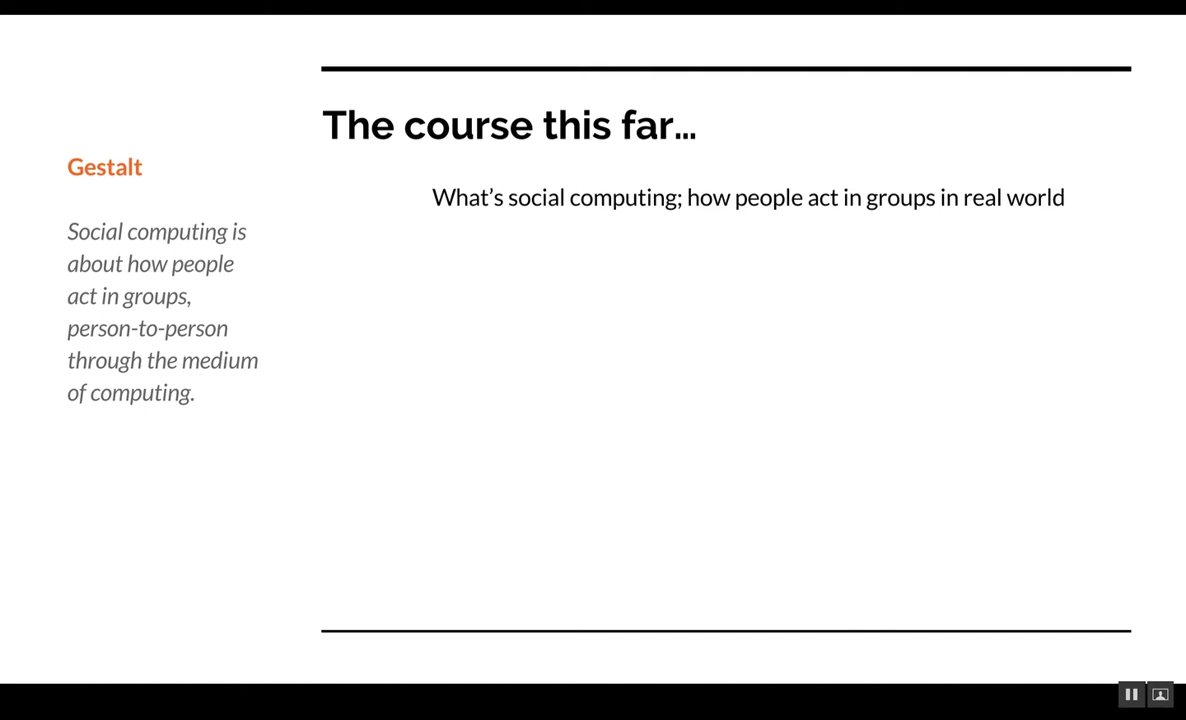 The course this far…
Gestalt
What’s social computing; how people act in groups in real world
Social computing is
about how people
act in groups,
person-to-person
through the medium
of computing.